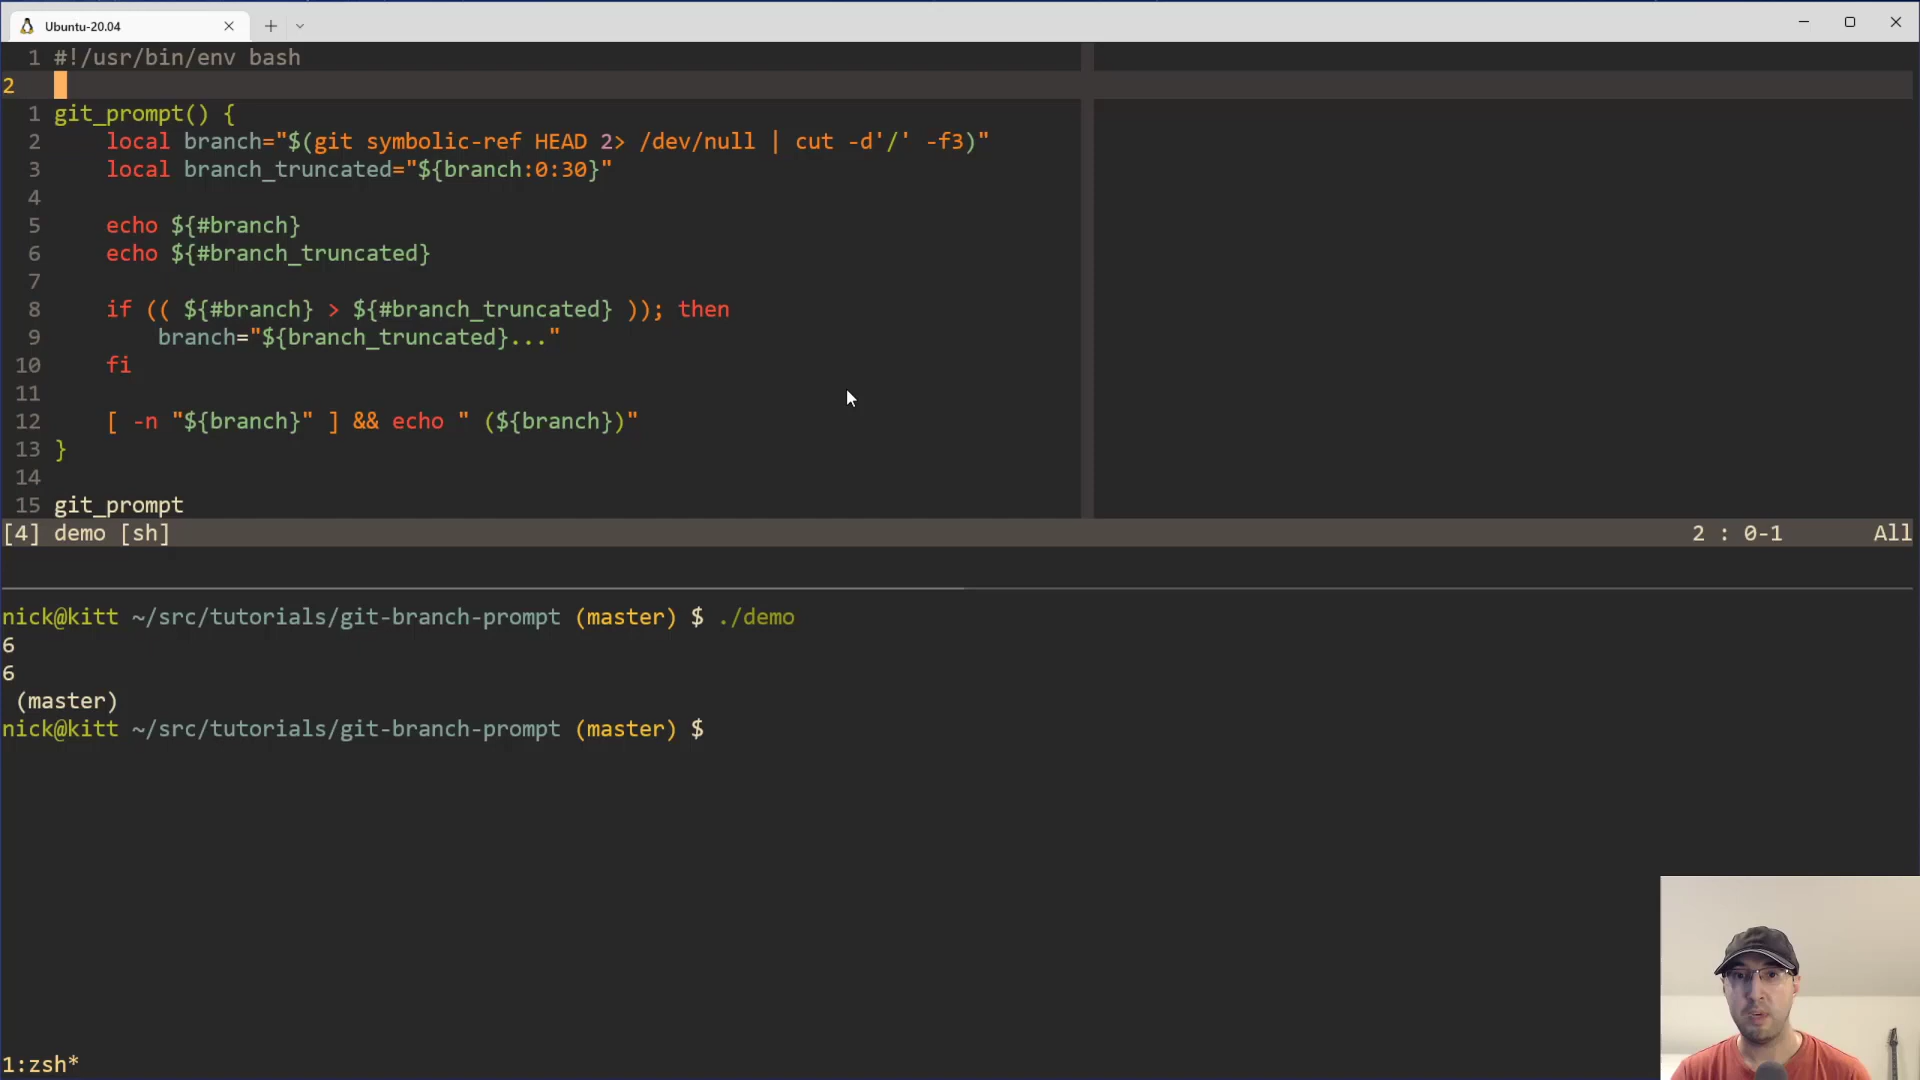 Ubuntu-20.04
1 #!/usr/bin/env bash
2
1 git_prompt() {
2     local branch="$(git symbolic-ref HEAD 2> /dev/null | cut -d'/' -f3)"
3     local branch_truncated="${branch:0:30}"
4
5     echo ${#branch}
6     echo ${#branch_truncated}
7
8     if (( ${#branch} > ${#branch_truncated} )); then
9         branch="${branch_truncated}..."
10     fi
11
12     [ -n "${branch}" ] && echo " (${branch})"
13 }
14
15 git_prompt
[4] demo [sh] 2 : 0-1 All
nick@kitt ~/src/tutorials/git-branch-prompt (master) $ ./demo
6
6
 (master)
nick@kitt ~/src/tutorials/git-branch-prompt (master) $
1:zsh*